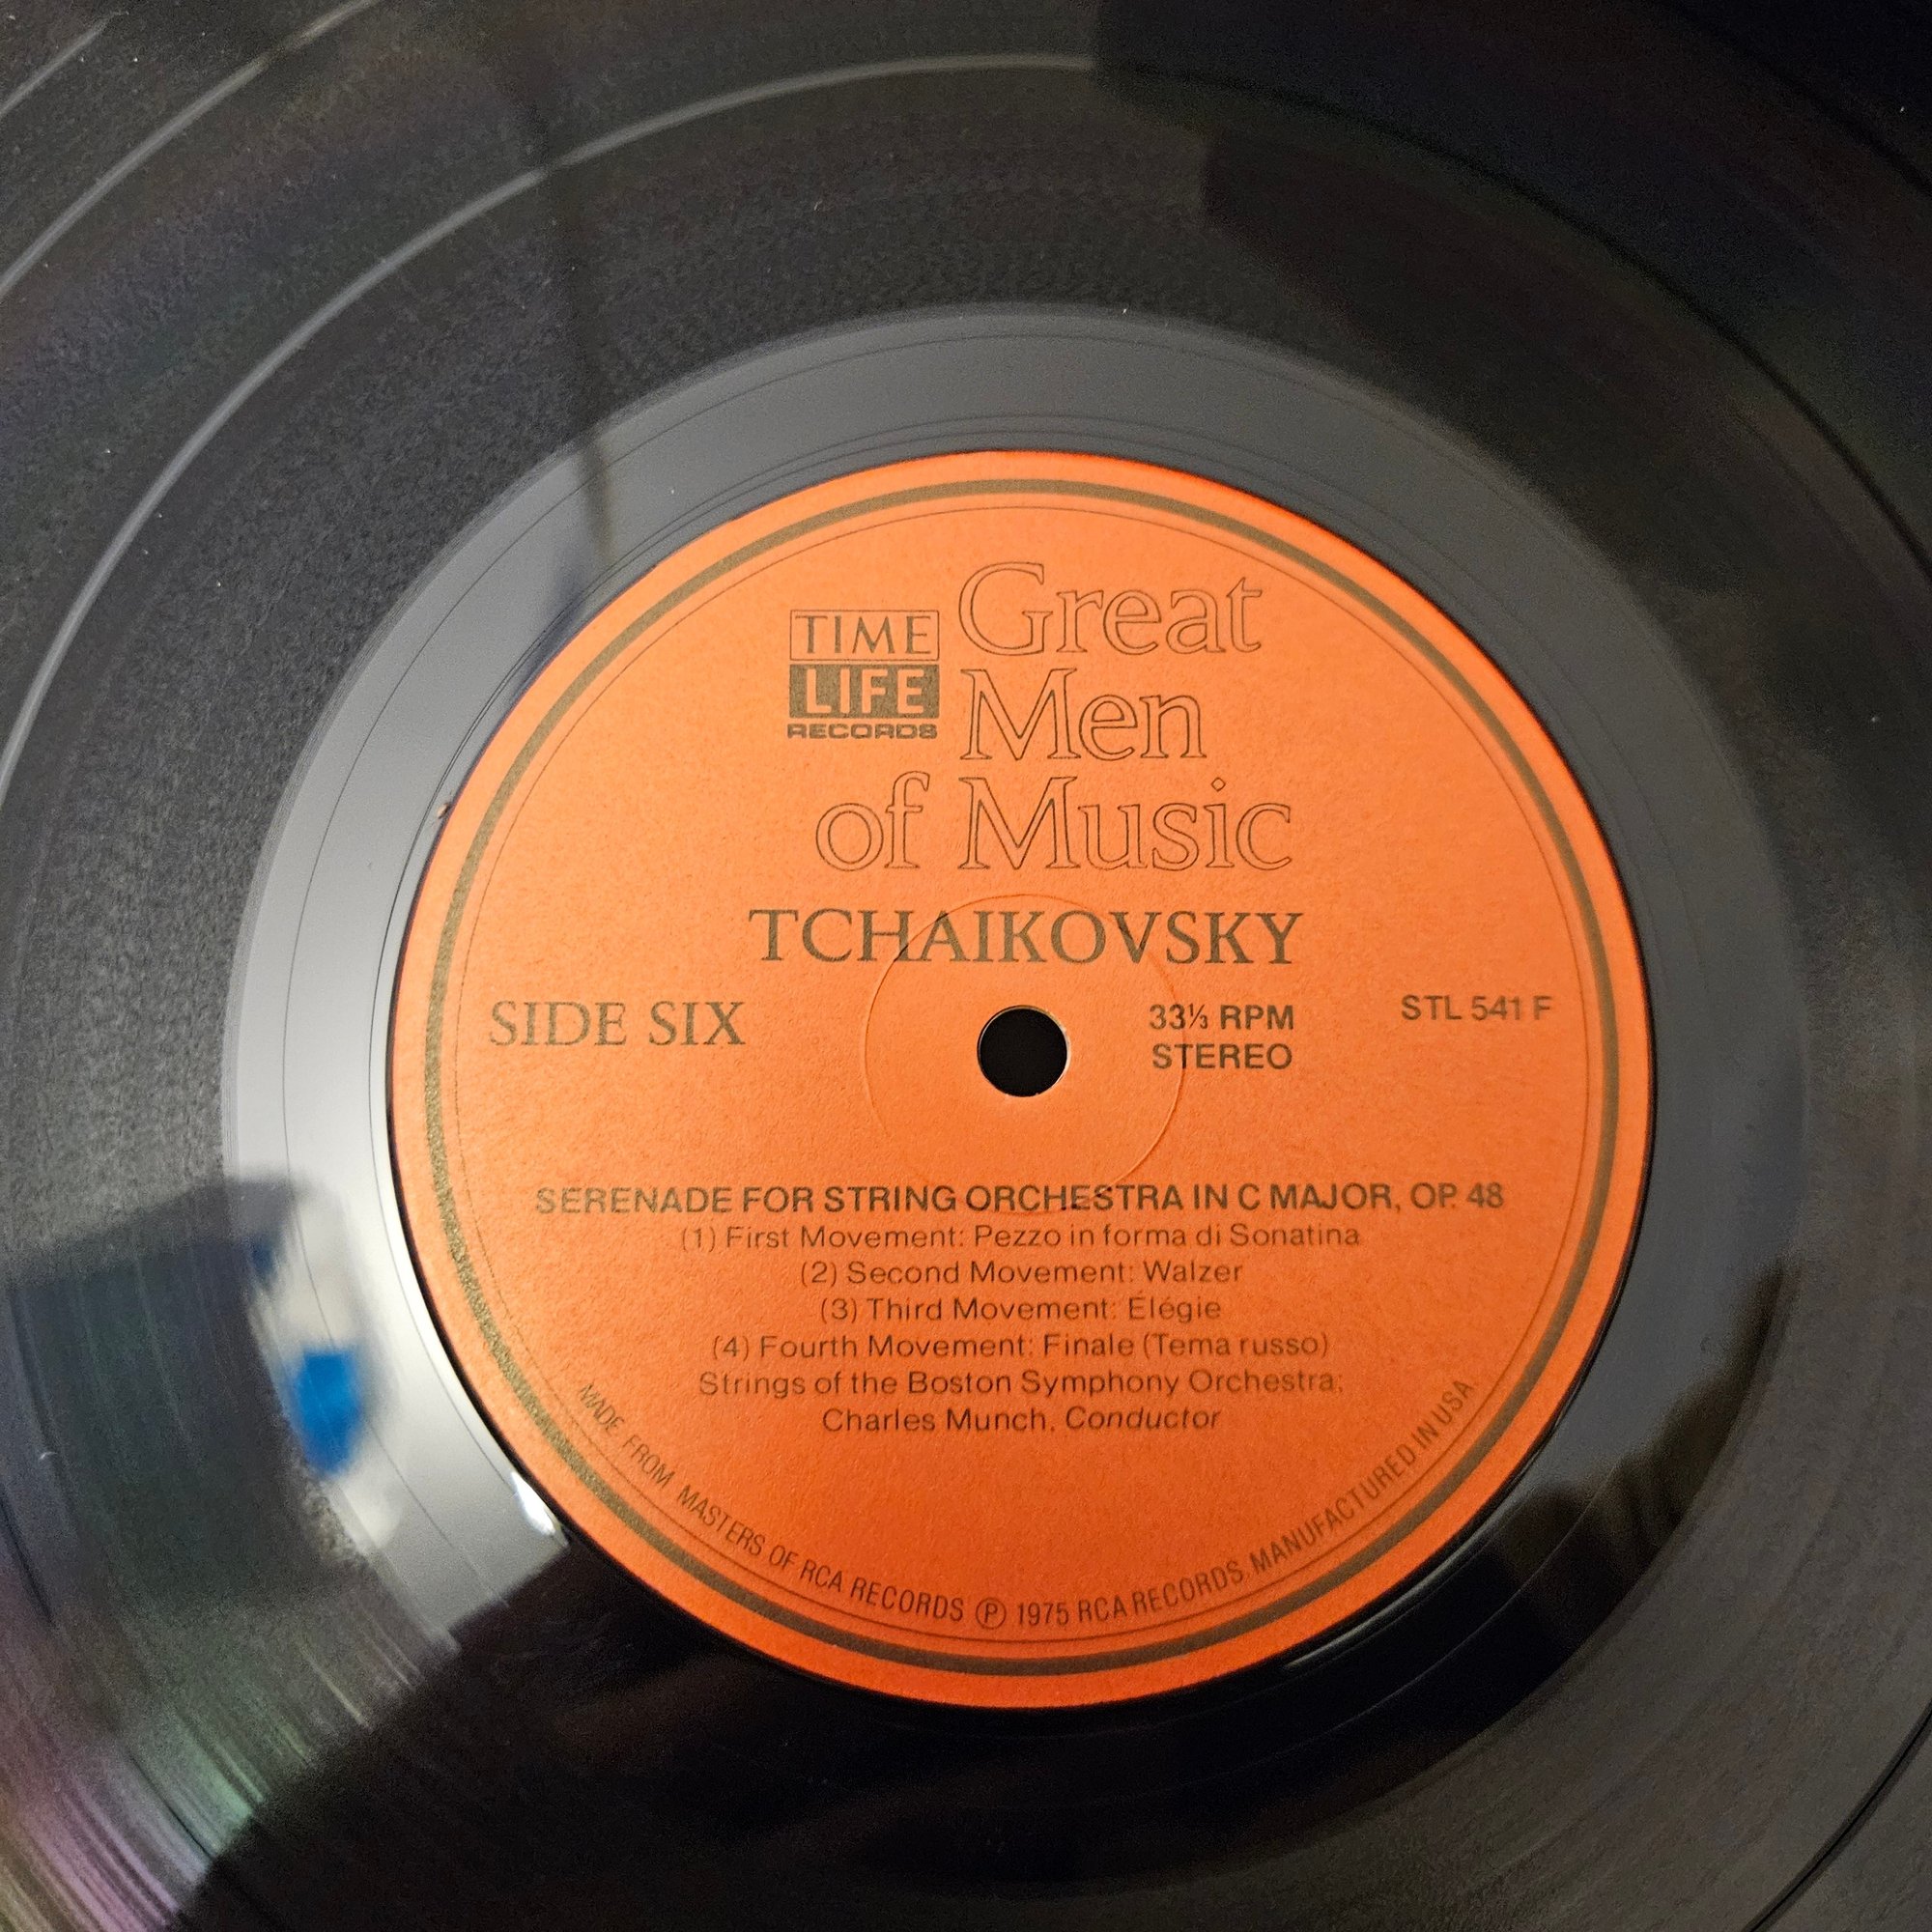 TIME
LIFE
RECORDS
Great
Men
of Music
TCHAIKOVSKY
SIDE SIX
33⅓ RPM
STEREO
STL 541 F
SERENADE FOR STRING ORCHESTRA IN C MAJOR, OP. 48
(1) First Movement: Pezzo in forma di Sonatina
(2) Second Movement: Walzer
(3) Third Movement: Élégie
(4) Fourth Movement: Finale (Tema russo)
Strings of the Boston Symphony Orchestra;
Charles Munch, Conductor
MADE FROM MASTERS OF RCA RECORDS ℗ 1975 RCA RECORDS. MANUFACTURED IN USA